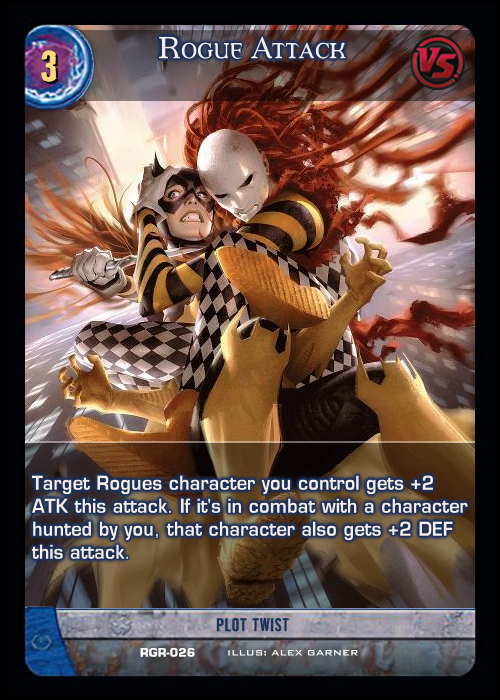 3
Rogue Attack
VS.
Target Rogues character you control gets +2
ATK this attack. If it's in combat with a character
hunted by you, that character also gets +2 DEF
this attack.
PLOT TWIST
RGR-026 ILLUS: ALEX GARNER